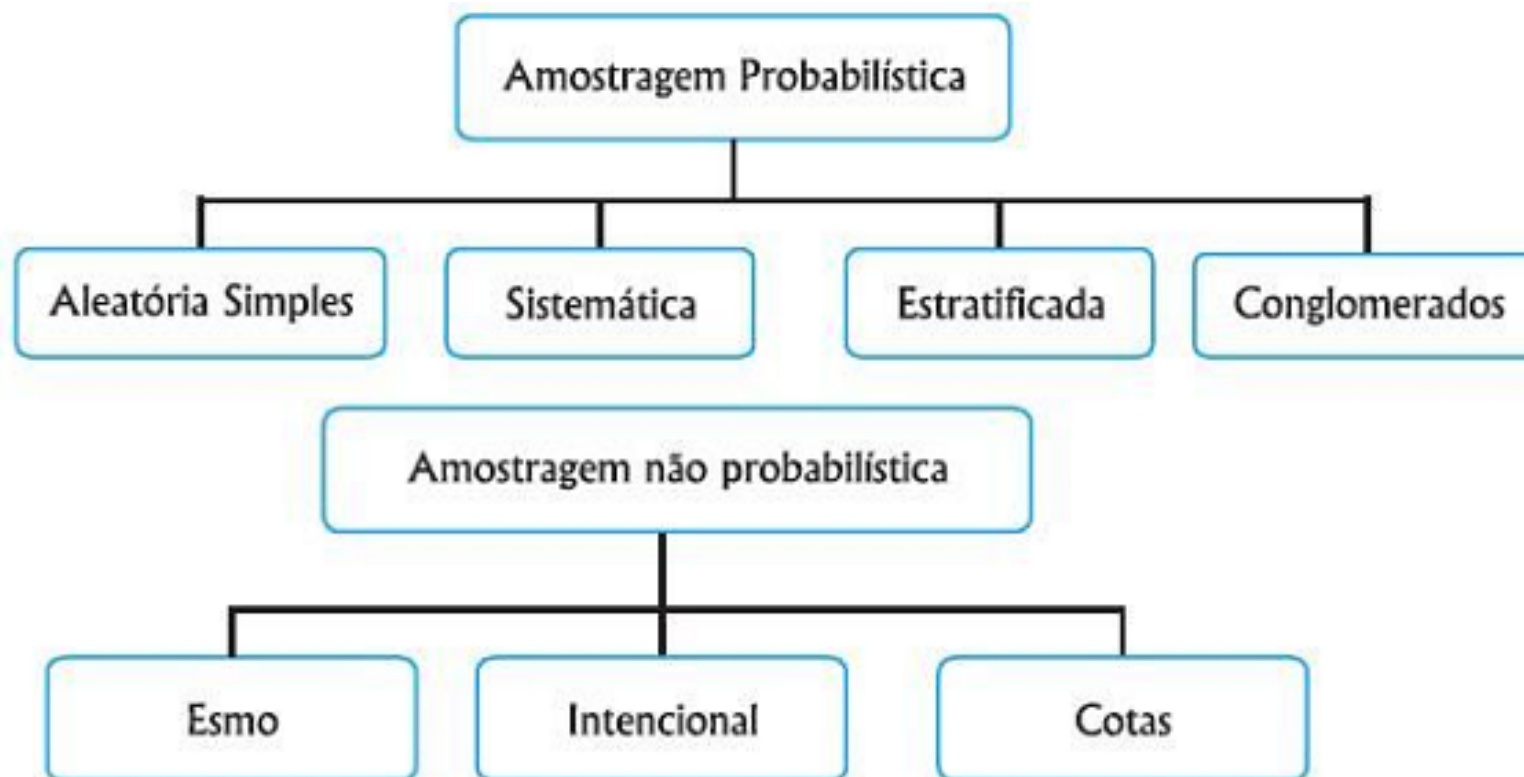 Amostragem Probabilística
Aleatória Simples
Sistemática
Estratificada
Conglomerados
Amostragem não probabilística
Esmo
Intencional
Cotas